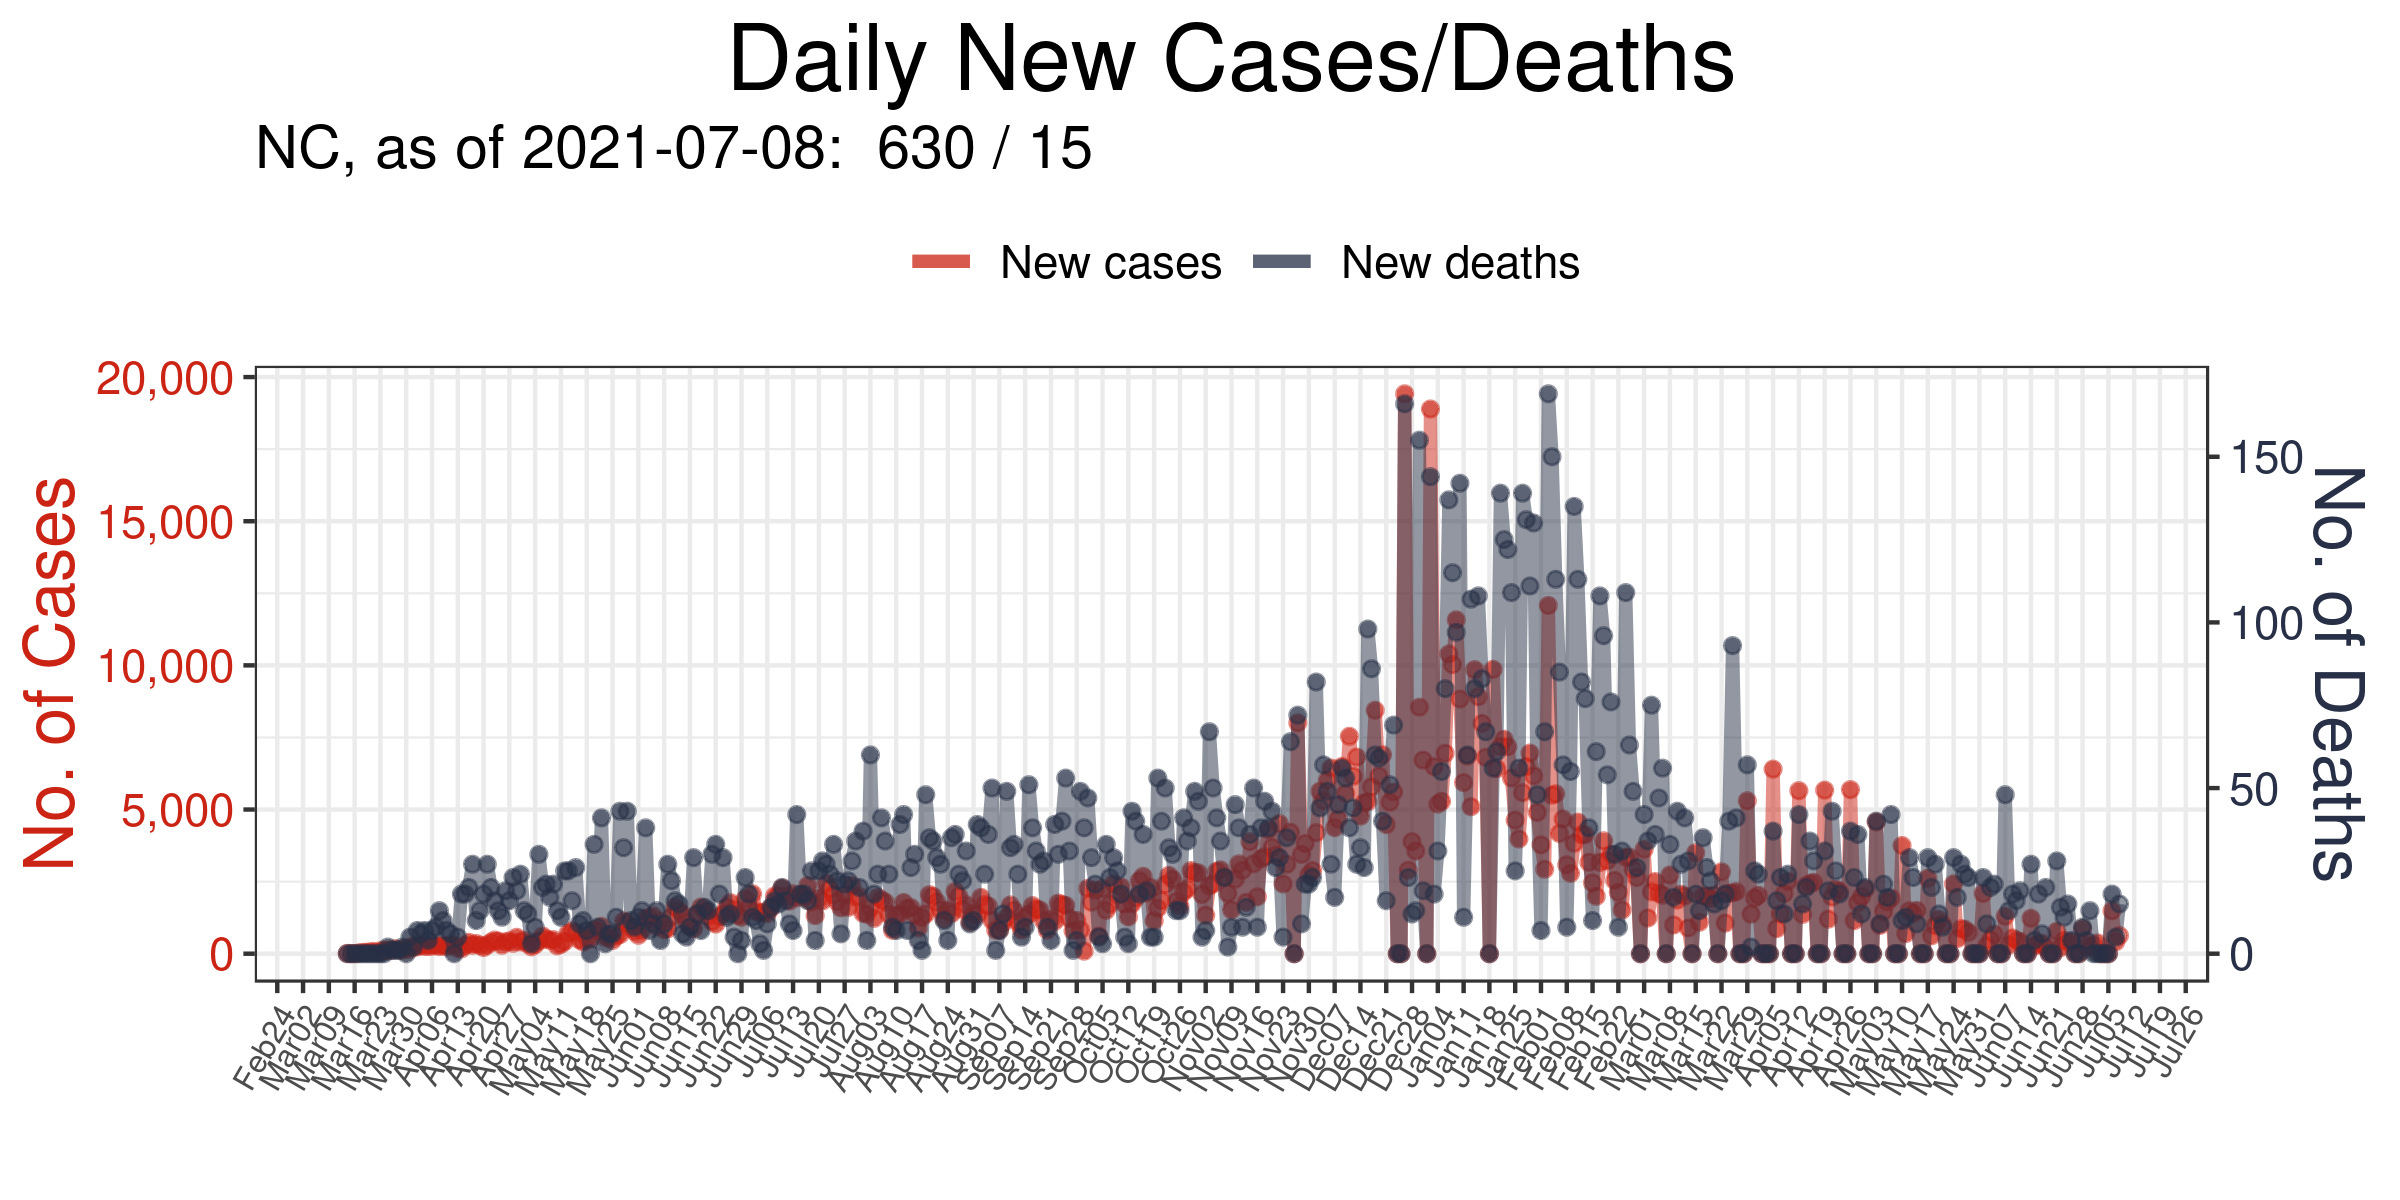 Daily New Cases/Deaths
NC, as of 2021-07-08:  630 / 15
New cases
New deaths
No. of Cases
20,000
15,000
10,000
5,000
0
150
100
50
0
No. of Deaths
Feb24
Mar02
Mar09
Mar16
Mar23
Mar30
Apr06
Apr13
Apr20
Apr27
May04
May11
May18
May25
Jun01
Jun08
Jun15
Jun22
Jun29
Jul06
Jul13
Jul20
Jul27
Aug03
Aug10
Aug17
Aug24
Aug31
Sep07
Sep14
Sep21
Sep28
Oct05
Oct12
Oct19
Oct26
Nov02
Nov09
Nov16
Nov23
Nov30
Dec07
Dec14
Dec21
Dec28
Jan04
Jan11
Jan18
Jan25
Feb01
Feb08
Feb15
Feb22
Mar01
Mar08
Mar15
Mar22
Mar29
Apr05
Apr12
Apr19
Apr26
May03
May10
May17
May24
May31
Jun07
Jun14
Jun21
Jun28
Jul05
Jul12
Jul19
Jul26